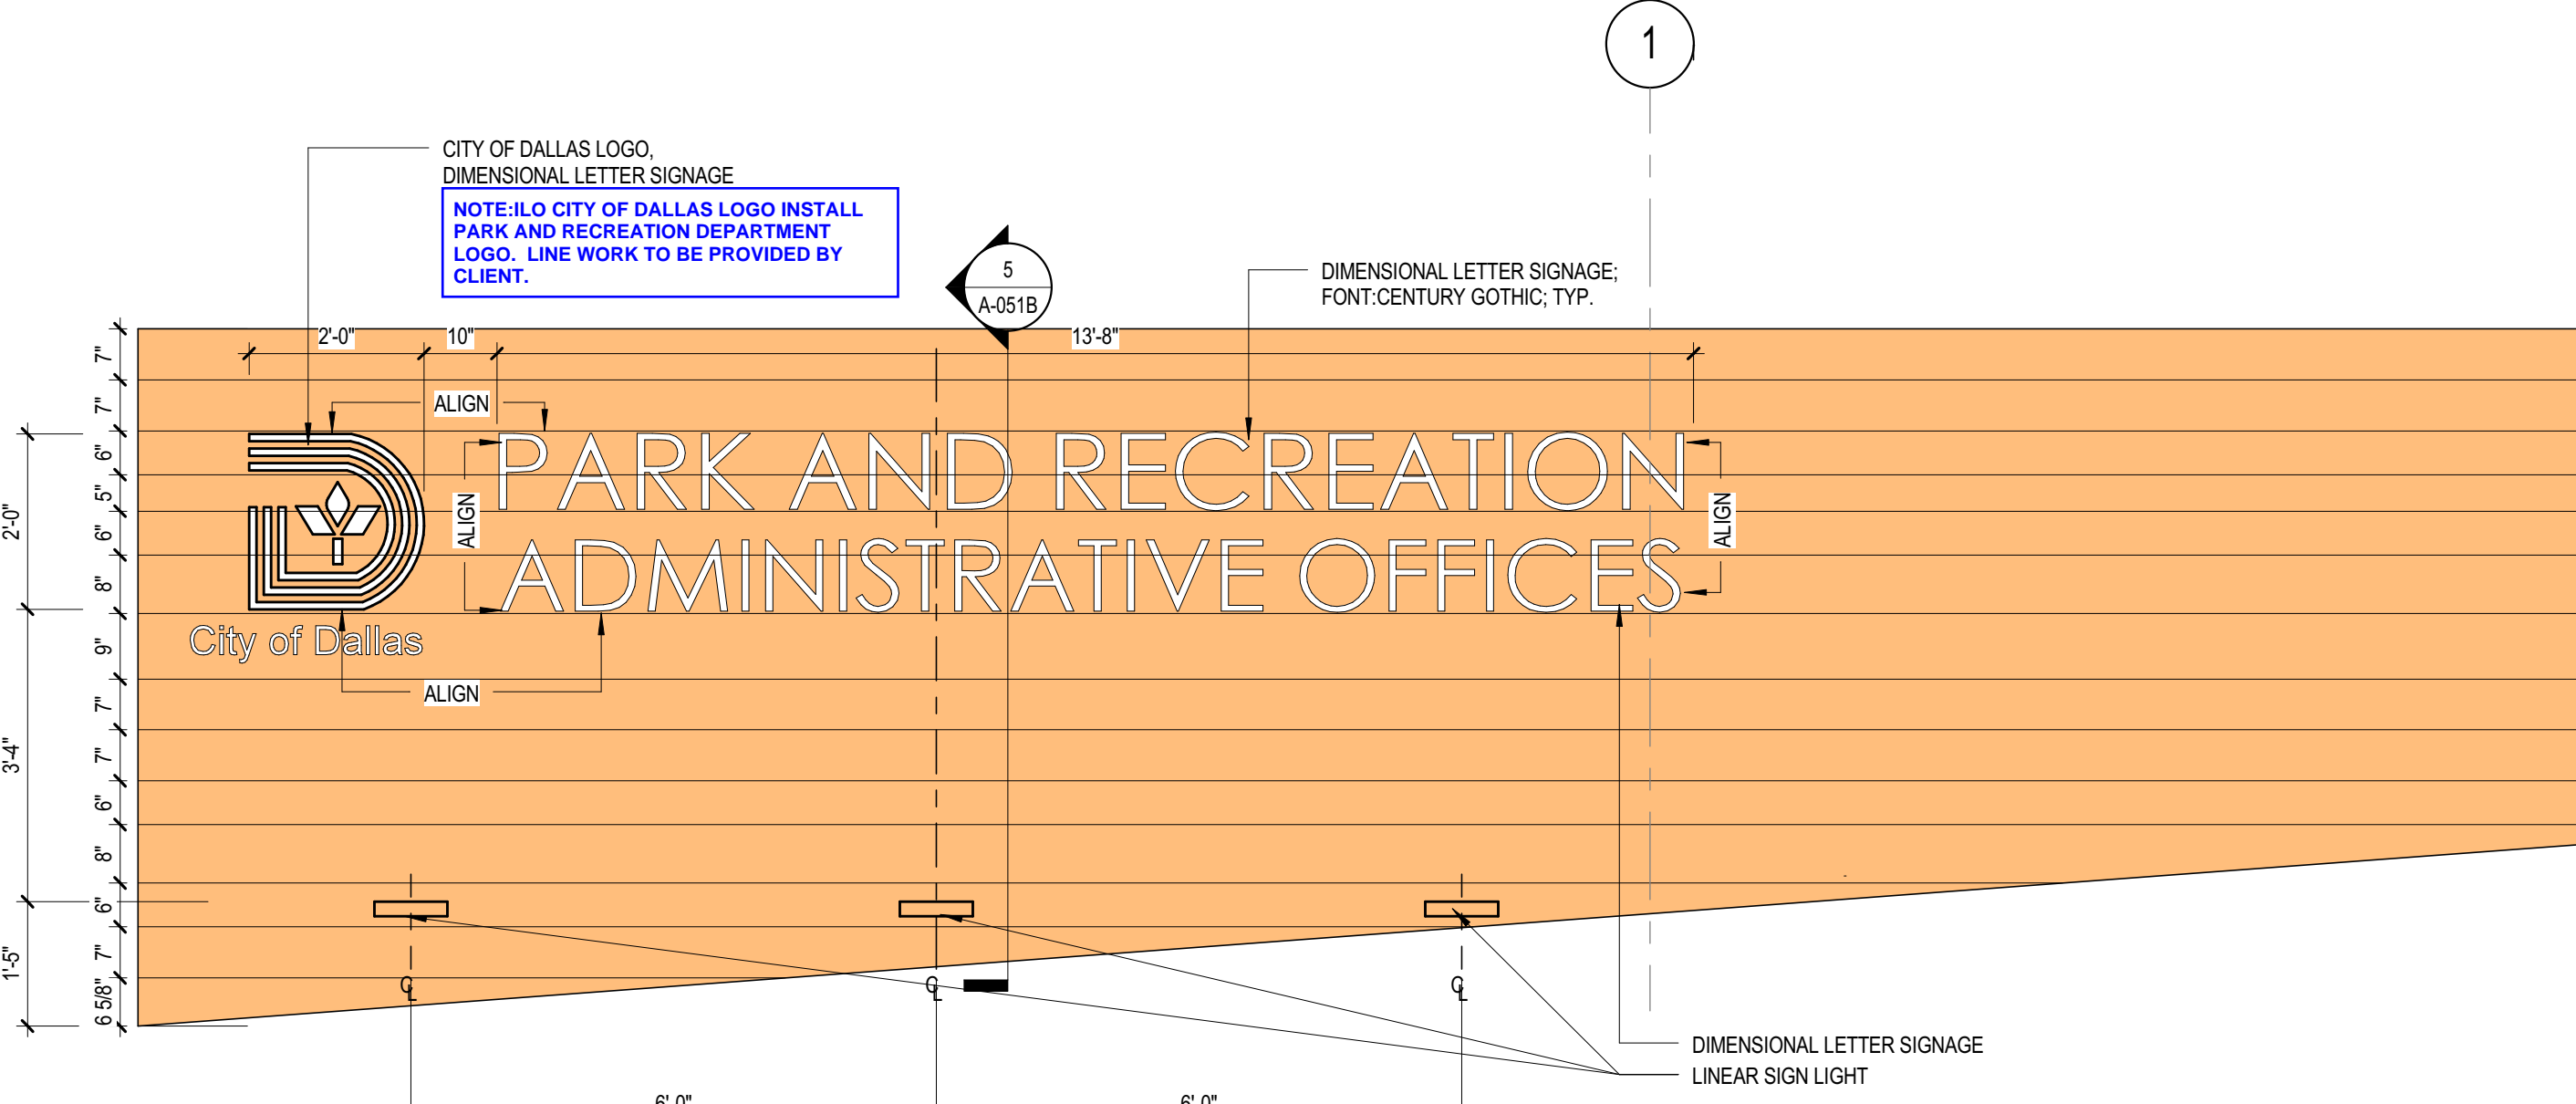 1
CITY OF DALLAS LOGO,
DIMENSIONAL LETTER SIGNAGE
NOTE:ILO CITY OF DALLAS LOGO INSTALL
PARK AND RECREATION DEPARTMENT
LOGO. LINE WORK TO BE PROVIDED BY
CLIENT.
5
A-051B
DIMENSIONAL LETTER SIGNAGE;
FONT:CENTURY GOTHIC; TYP.
2'-0"
10"
13'-8"
7"
7"
6"
5"
6"
8"
9"
7"
7"
6"
8"
6"
7"
6 5/8"
2'-0"
3'-4"
1'-5"
ALIGN
ALIGN
ALIGN
ALIGN
PARK AND RECREATION
ADMINISTRATIVE OFFICES
City of Dallas
CL
CL
CL
DIMENSIONAL LETTER SIGNAGE
LINEAR SIGN LIGHT
6'-0"
6'-0"